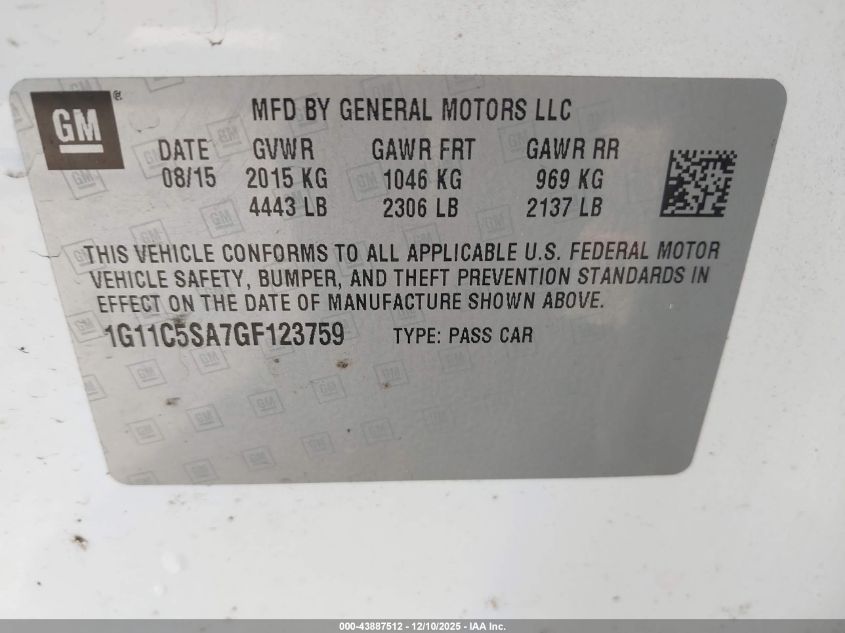 GM®
MFD BY GENERAL MOTORS LLC
DATE GVWR GAWR FRT GAWR RR
08/15 2015 KG 1046 KG 969 KG
4443 LB 2306 LB 2137 LB
THIS VEHICLE CONFORMS TO ALL APPLICABLE U.S. FEDERAL MOTOR
VEHICLE SAFETY, BUMPER, AND THEFT PREVENTION STANDARDS IN
EFFECT ON THE DATE OF MANUFACTURE SHOWN ABOVE.
1G11C5SA7GF123759 TYPE: PASS CAR
000-43887512 - 12/10/2025 - IAA Inc.